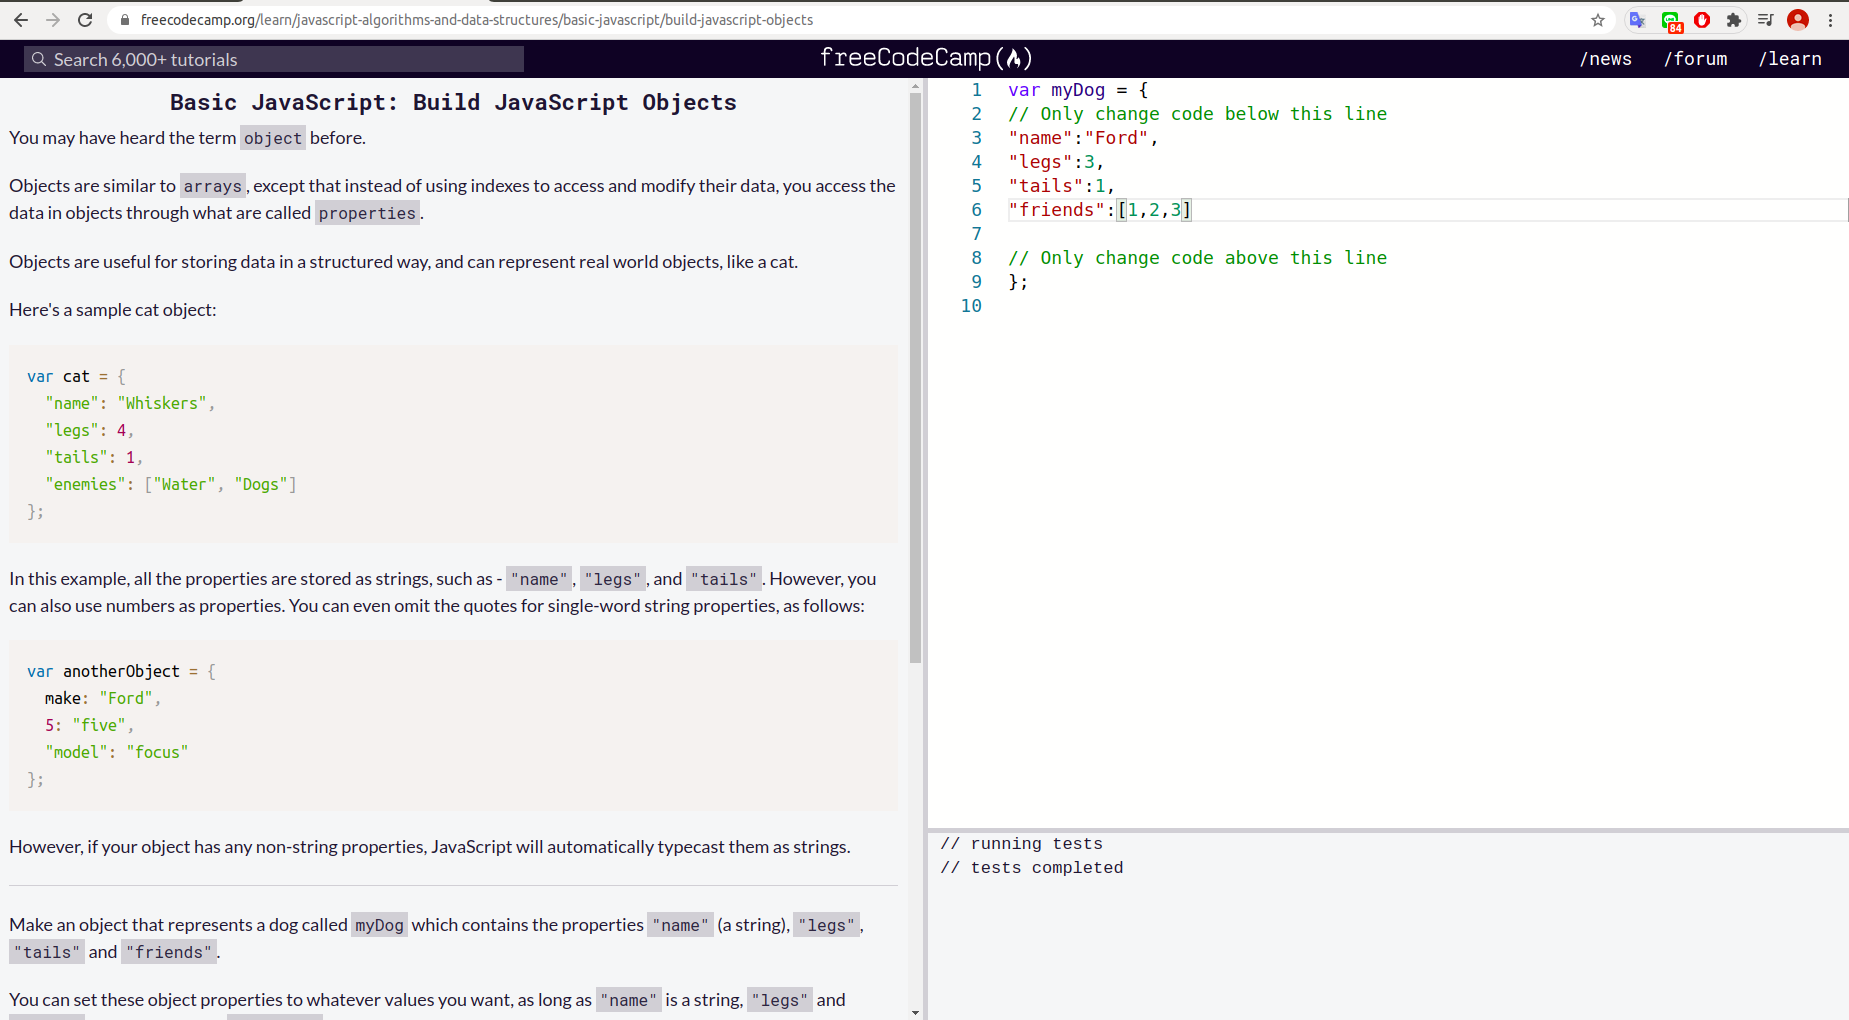 freecodecamp.org/learn/javascript-algorithms-and-data-structures/basic-javascript/build-javascript-objects
84
Search 6,000+ tutorials
freeCodeCamp
/news
/forum
/learn
Basic JavaScript: Build JavaScript Objects
You may have heard the term object before.
Objects are similar to arrays, except that instead of using indexes to access and modify their data, you access the
data in objects through what are called properties.
Objects are useful for storing data in a structured way, and can represent real world objects, like a cat.
Here's a sample cat object:
var cat = {
"name": "Whiskers",
"legs": 4,
"tails": 1,
"enemies": ["Water", "Dogs"]
};
In this example, all the properties are stored as strings, such as - "name", "legs", and "tails". However, you
can also use numbers as properties. You can even omit the quotes for single-word string properties, as follows:
var anotherObject = {
make: "Ford",
5: "five",
"model": "focus"
};
However, if your object has any non-string properties, JavaScript will automatically typecast them as strings.
Make an object that represents a dog called myDog which contains the properties "name" (a string), "legs",
"tails" and "friends".
You can set these object properties to whatever values you want, as long as "name" is a string, "legs" and
1 var myDog = {
2 // Only change code below this line
3 "name":"Ford",
4 "legs":3,
5 "tails":1,
6 "friends":[1,2,3]
7
8 // Only change code above this line
9 };
10
// running tests
// tests completed